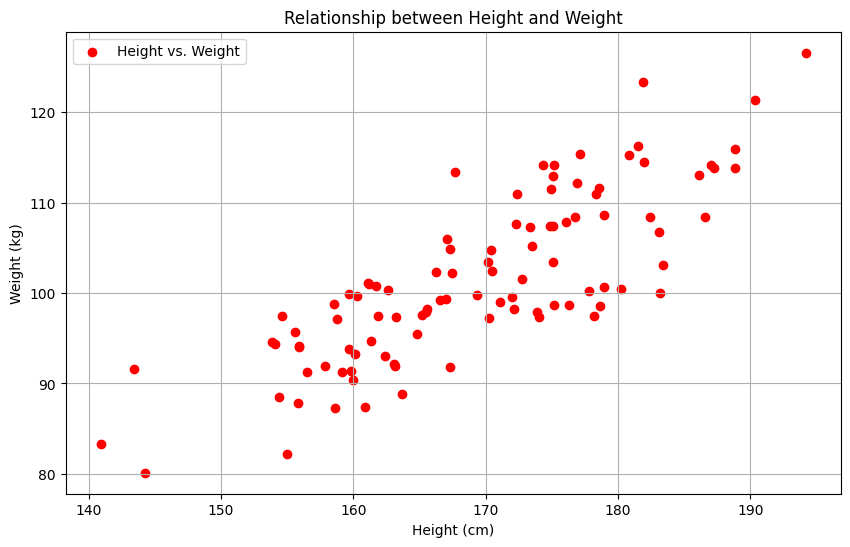 Relationship between Height and Weight
Height vs. Weight
120
110
100
90
80
Weight (kg)
140 150 160 170 180 190
Height (cm)